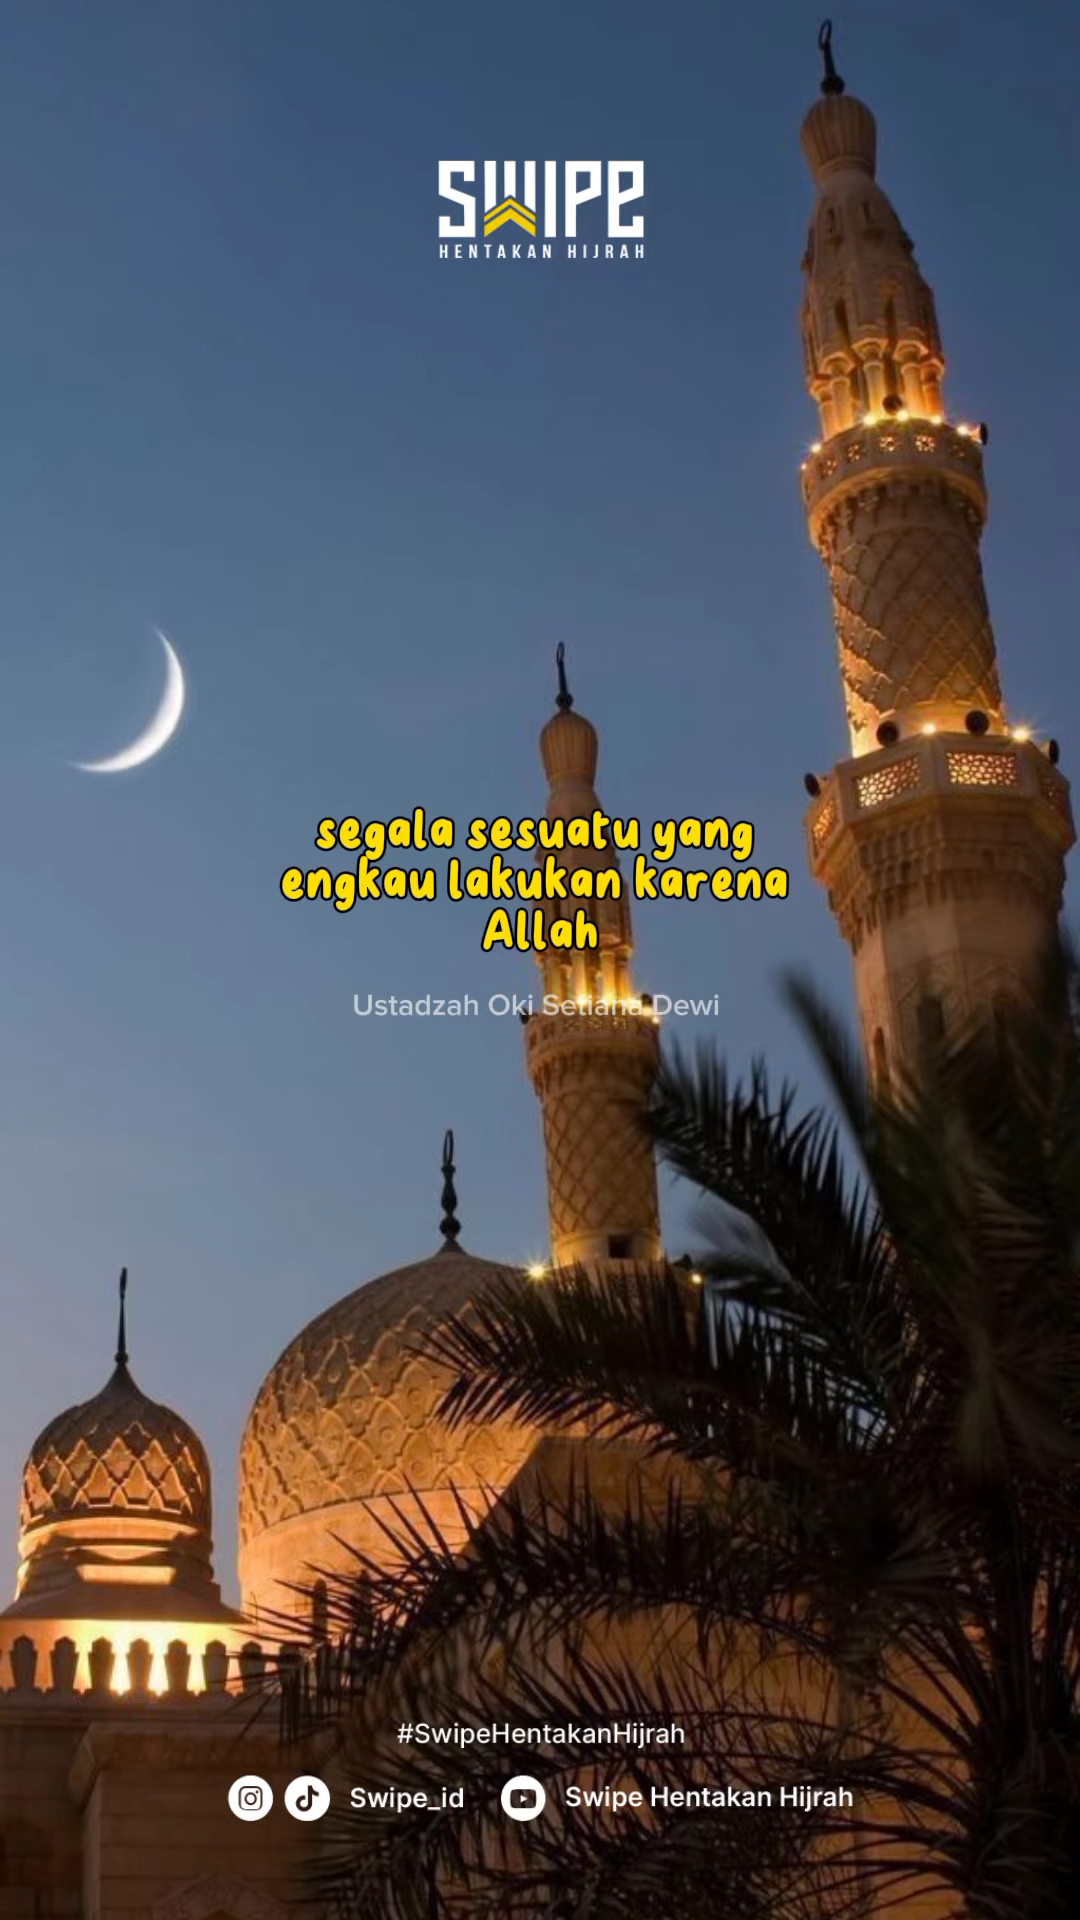 SWIPE
HENTAKAN HIJRAH
segala sesuatu yang
engkau lakukan karena
Allah
Ustadzah Oki Setiana Dewi
#SwipeHentakanHijrah
Swipe_id Swipe Hentakan Hijrah